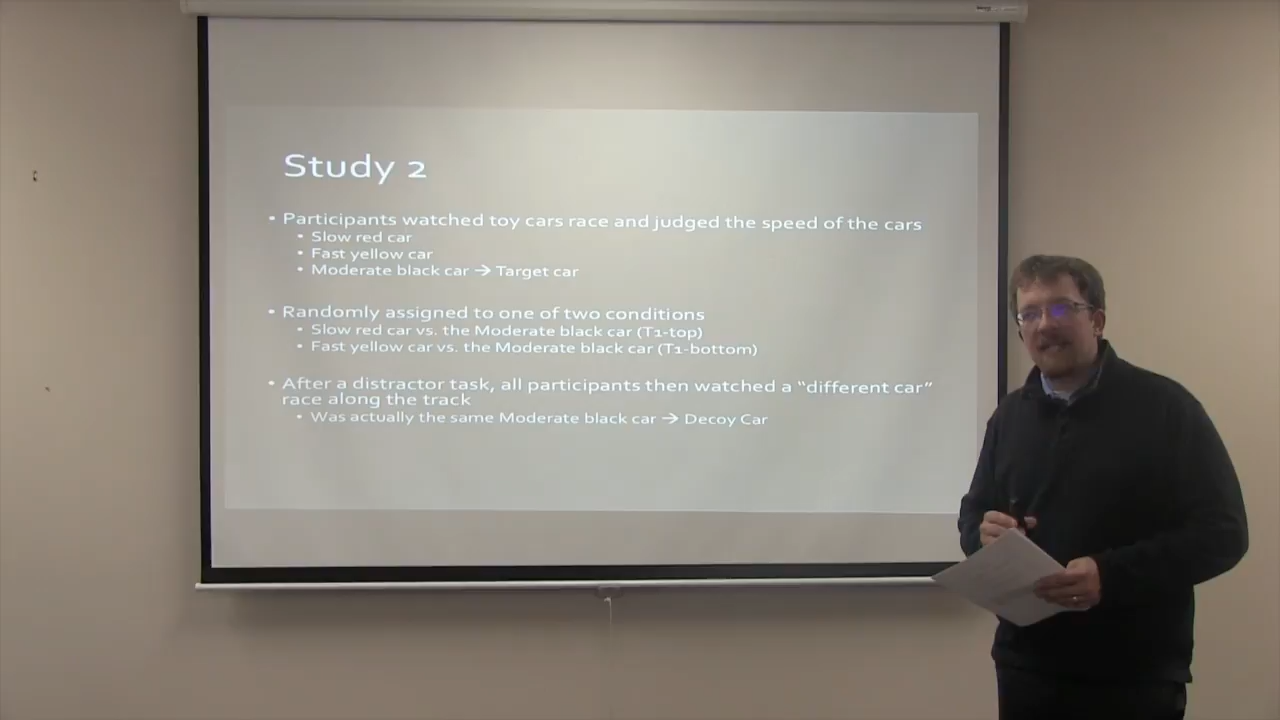 Study 2
• Participants watched toy cars race and judged the speed of the cars
• Slow red car
• Fast yellow car
• Moderate black car → Target car
• Randomly assigned to one of two conditions
• Slow red car vs. the Moderate black car (T1-top)
• Fast yellow car vs. the Moderate black car (T1-bottom)
• After a distractor task, all participants then watched a “different car”
race along the track
• Was actually the same Moderate black car → Decoy Car